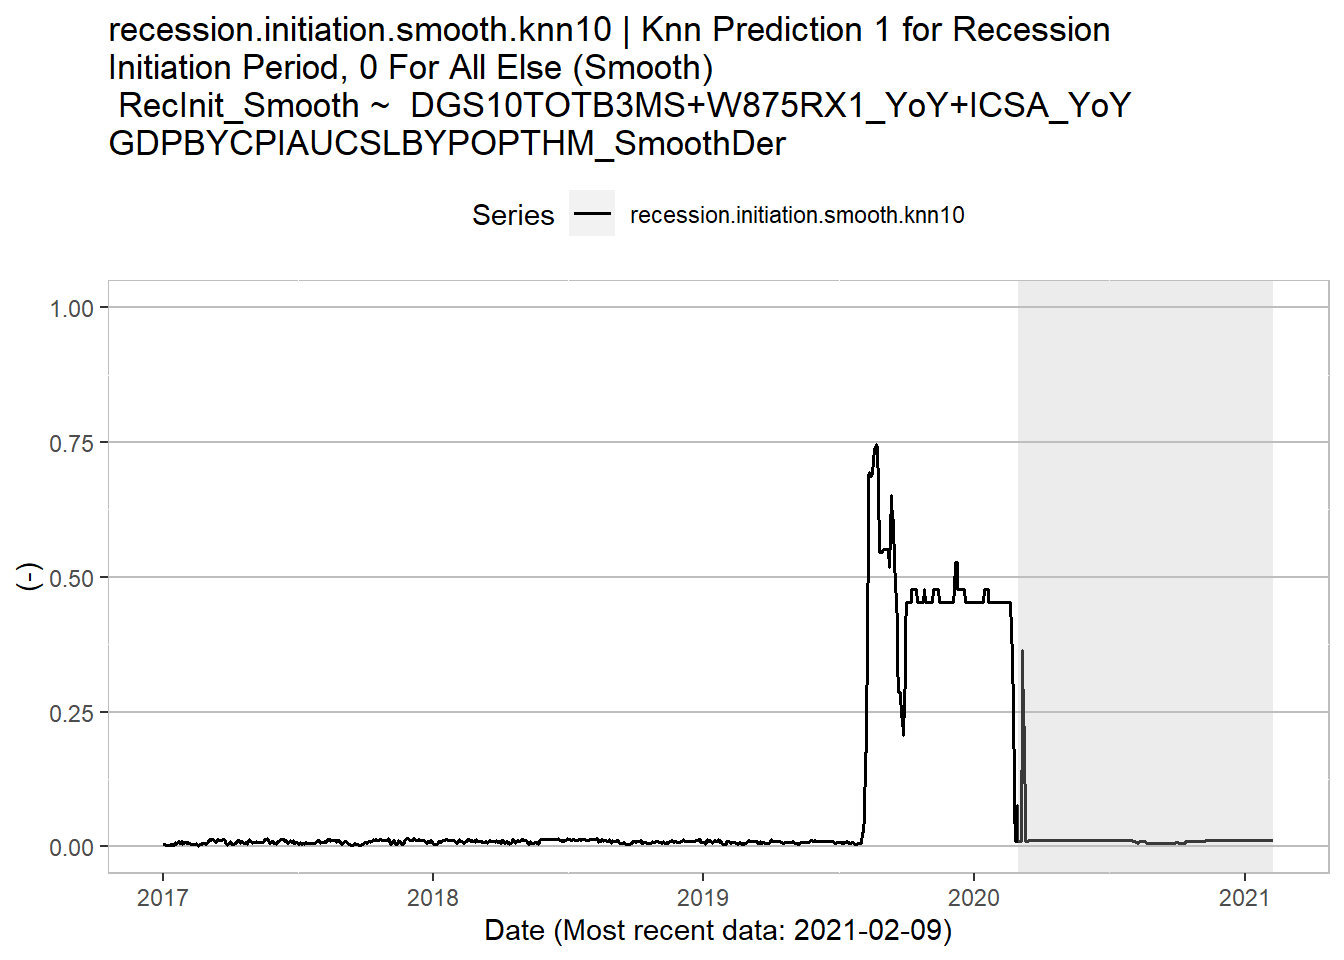 recession.initiation.smooth.knn10 | Knn Prediction 1 for Recession
Initiation Period, 0 For All Else (Smooth)
RecInit_Smooth ~  DGS10TOTB3MS+W875RX1_YoY+ICSA_YoY
GDPBYCPIAUCSLBYPOPTHM_SmoothDer
Series recession.initiation.smooth.knn10
1.00
0.75
0.50
0.25
0.00
(-)
2017 2018 2019 2020 2021
Date (Most recent data: 2021-02-09)